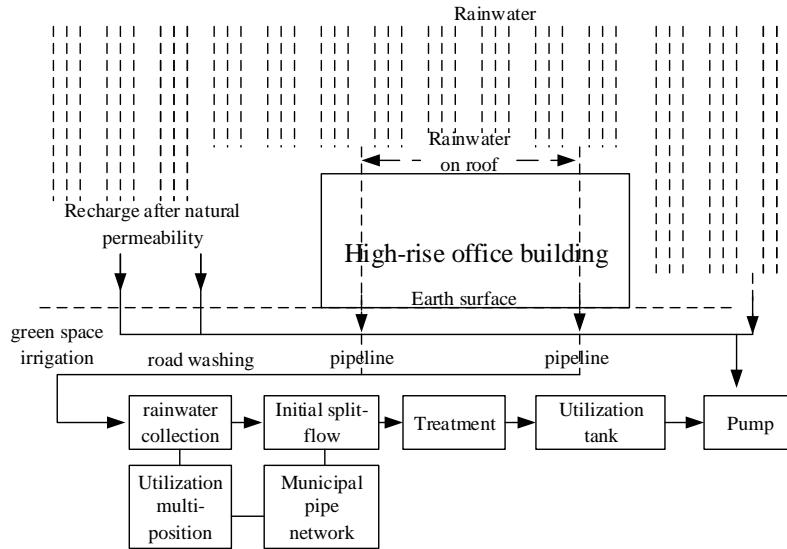 Rainwater
Rainwater
on roof
Recharge after natural
permeability
High-rise office building
Earth surface
green space
irrigation
road washing
pipeline
pipeline
rainwater
collection
Initial split-
flow
Treatment
Utilization
tank
Pump
Utilization
multi-
position
Municipal
pipe
network